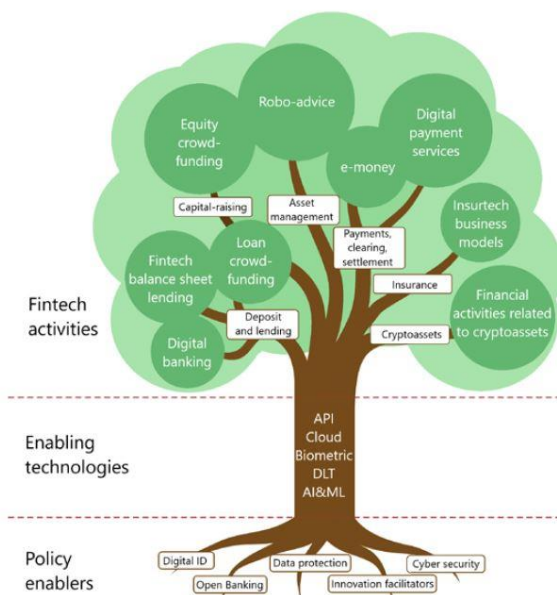 Robo-advice
Equity
crowd-
funding
Digital
payment
services
e-money
Capital-raising
Asset
management
Payments,
clearing,
settlement
Insurtech
business
models
Loan
crowd-
funding
Fintech
balance sheet
lending
Insurance
Financial
activities related
to cryptoassets
Fintech
activities
Deposit
and lending
Cryptoassets
Digital
banking
Enabling
technologies
API
Cloud
Biometric
DLT
AI&ML
Policy
enablers
Digital ID
Open Banking
Data protection
Innovation facilitators
Cyber security